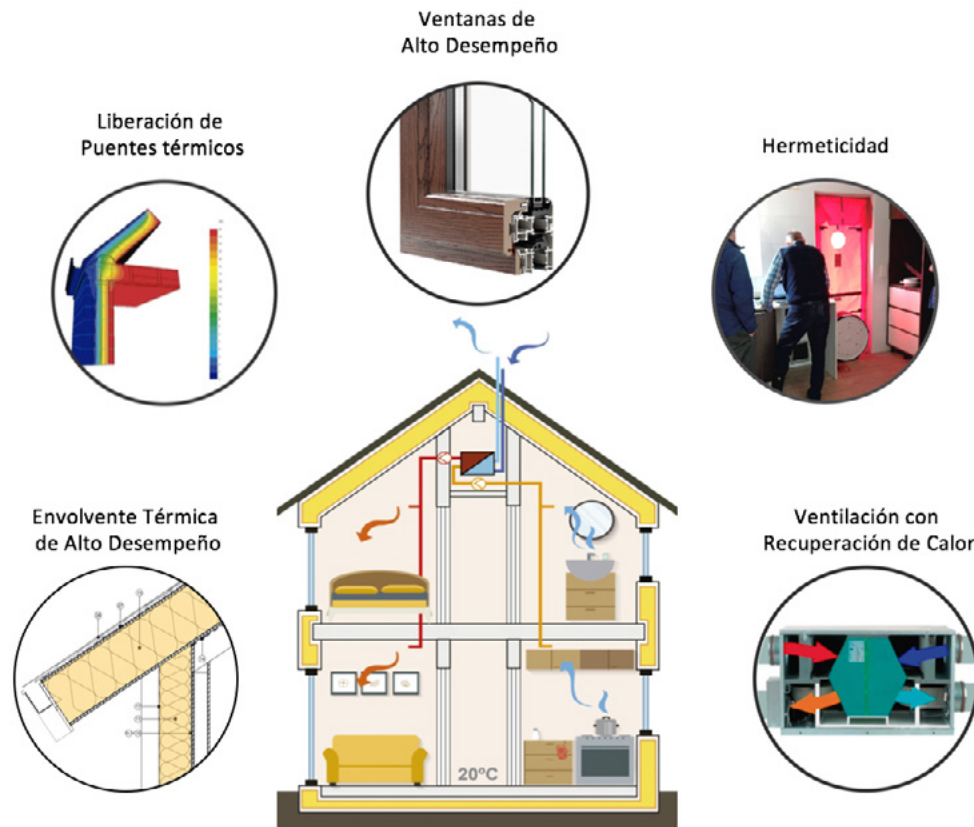 Ventanas de
Alto Desempeño
Liberación de
Puentes térmicos
Hermeticidad
Envolvente Térmica
de Alto Desempeño
Ventilación con
Recuperación de Calor
20°C